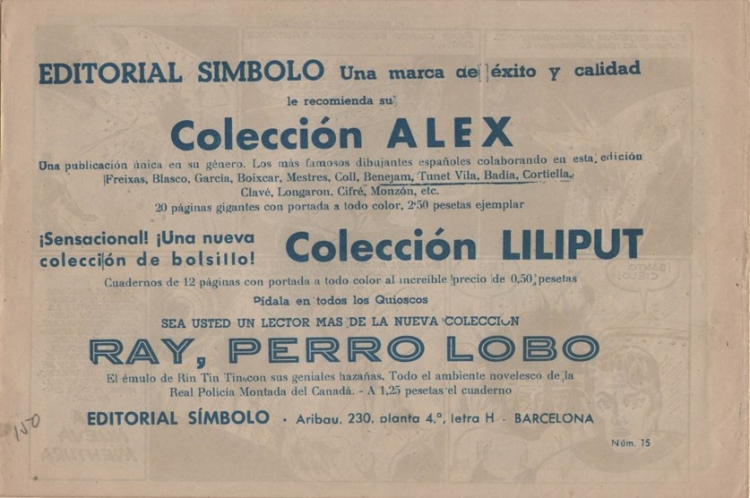 EDITORIAL SIMBOLO Una marca de éxito y calidad
le recomienda su
Colección ALEX
Una publicación única en su género. Los más famosos dibujantes españoles colaborando en esta edición
Freixas, Blasco, García, Boixcar, Mestres, Coll, Benejam, Tunet Vila, Badía, Cortiella,
Clavé, Longaron, Cifré, Monzón, etc.
20 páginas gigantes con portada a todo color, 2'50 pesetas ejemplar
¡Sensacional! ¡Una nueva
colección de bolsillo!
Colección LILIPUT
Cuadernos de 12 páginas con portada a todo color al increíble precio de 0,50 pesetas
Pídala en todos los Quioscos
SEA USTED UN LECTOR MAS DE LA NUEVA COLECCION
RAY, PERRO LOBO
El émulo de Rin Tin Tin con sus geniales hazañas. Todo el ambiente novelesco de la
Real Policía Montada del Canadá. - A 1,25 pesetas el cuaderno
EDITORIAL SÍMBOLO - Aribau, 230, planta 4.º, letra H - BARCELONA
150
Núm. 15